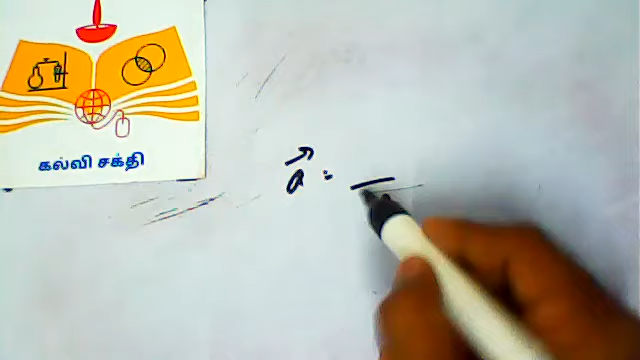 கல்வி சக்தி
a⃗ = —